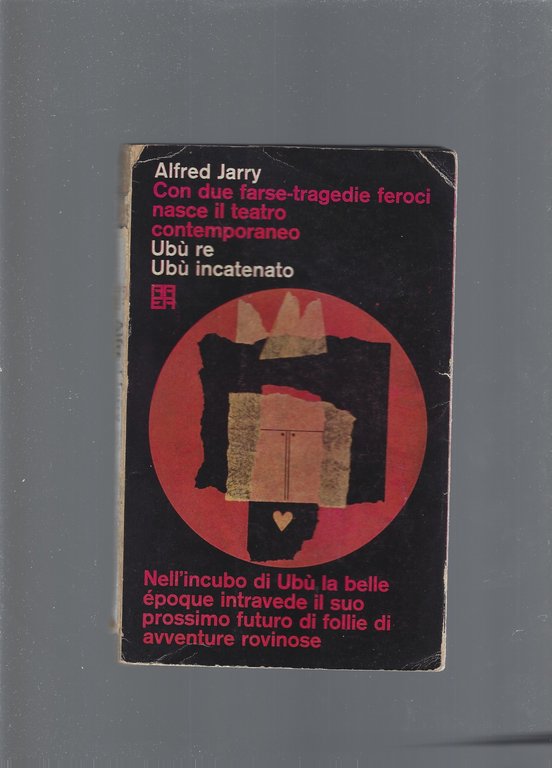 Alfred Jarry
Con due farse-tragedie feroci
nasce il teatro
contemporaneo
Ubù re
Ubù incatenato
Nell'incubo di Ubù la belle
époque intravede il suo
prossimo futuro di follie di
avventure rovinose